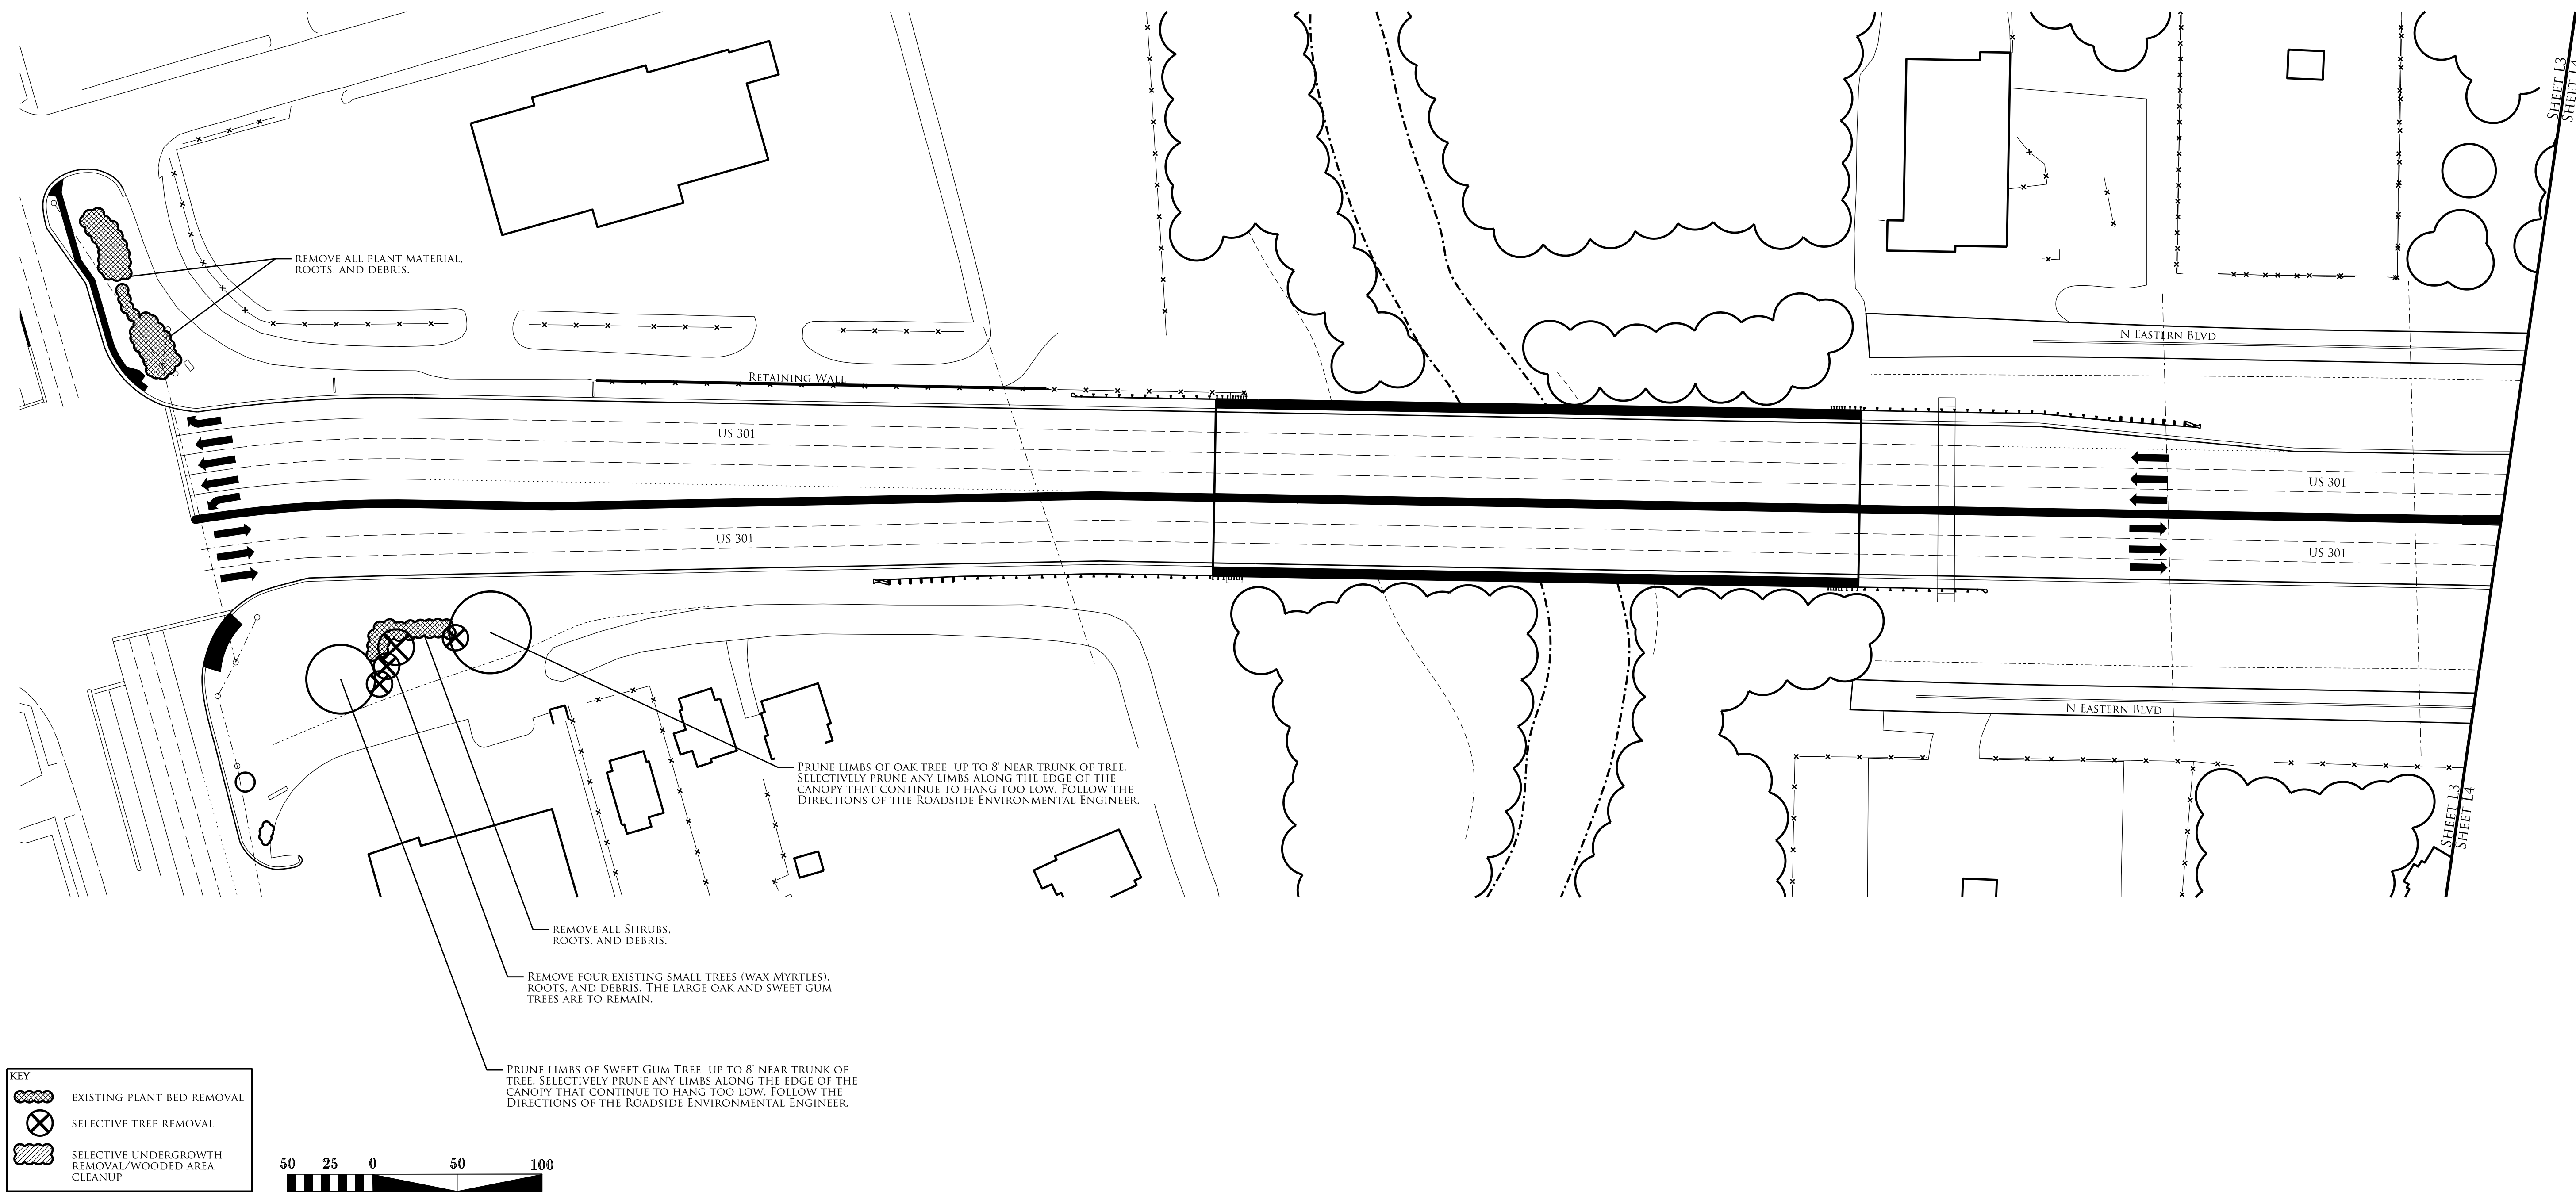 SHEET L3
SHEET L4
REMOVE ALL PLANT MATERIAL,
ROOTS, AND DEBRIS.
N EASTERN BLVD
RETAINING WALL
US 301
US 301
US 301
US 301
N EASTERN BLVD
PRUNE LIMBS OF OAK TREE UP TO 8' NEAR TRUNK OF TREE.
SELECTIVELY PRUNE ANY LIMBS ALONG THE EDGE OF THE
CANOPY THAT CONTINUE TO HANG TOO LOW. FOLLOW THE
DIRECTIONS OF THE ROADSIDE ENVIRONMENTAL ENGINEER.
SHEET L3
SHEET L4
REMOVE ALL SHRUBS,
ROOTS, AND DEBRIS.
REMOVE FOUR EXISTING SMALL TREES (WAX MYRTLES),
ROOTS, AND DEBRIS. THE LARGE OAK AND SWEET GUM
TREES ARE TO REMAIN.
PRUNE LIMBS OF SWEET GUM TREE UP TO 8' NEAR TRUNK OF
TREE. SELECTIVELY PRUNE ANY LIMBS ALONG THE EDGE OF THE
CANOPY THAT CONTINUE TO HANG TOO LOW. FOLLOW THE
DIRECTIONS OF THE ROADSIDE ENVIRONMENTAL ENGINEER.
KEY
EXISTING PLANT BED REMOVAL
SELECTIVE TREE REMOVAL
SELECTIVE UNDERGROWTH
REMOVAL/WOODED AREA
CLEANUP
50 25 0 50 100